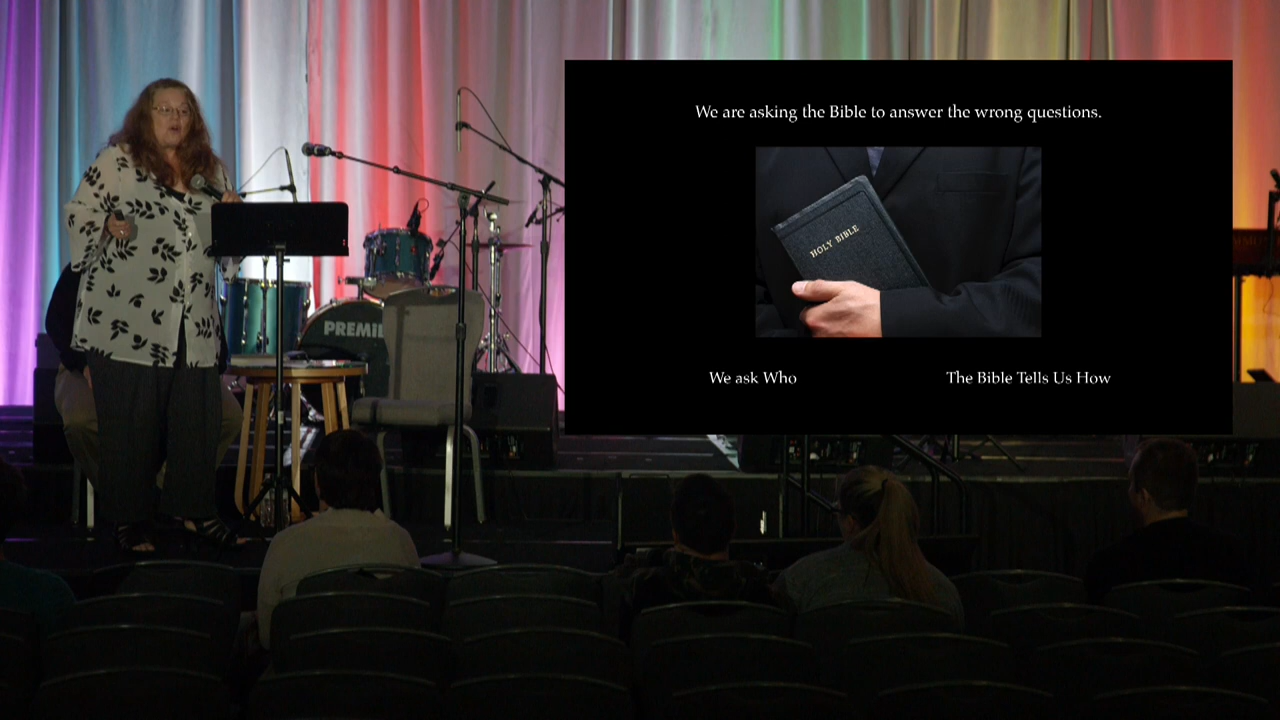 We are asking the Bible to answer the wrong questions.
HOLY BIBLE
We ask Who
The Bible Tells Us How